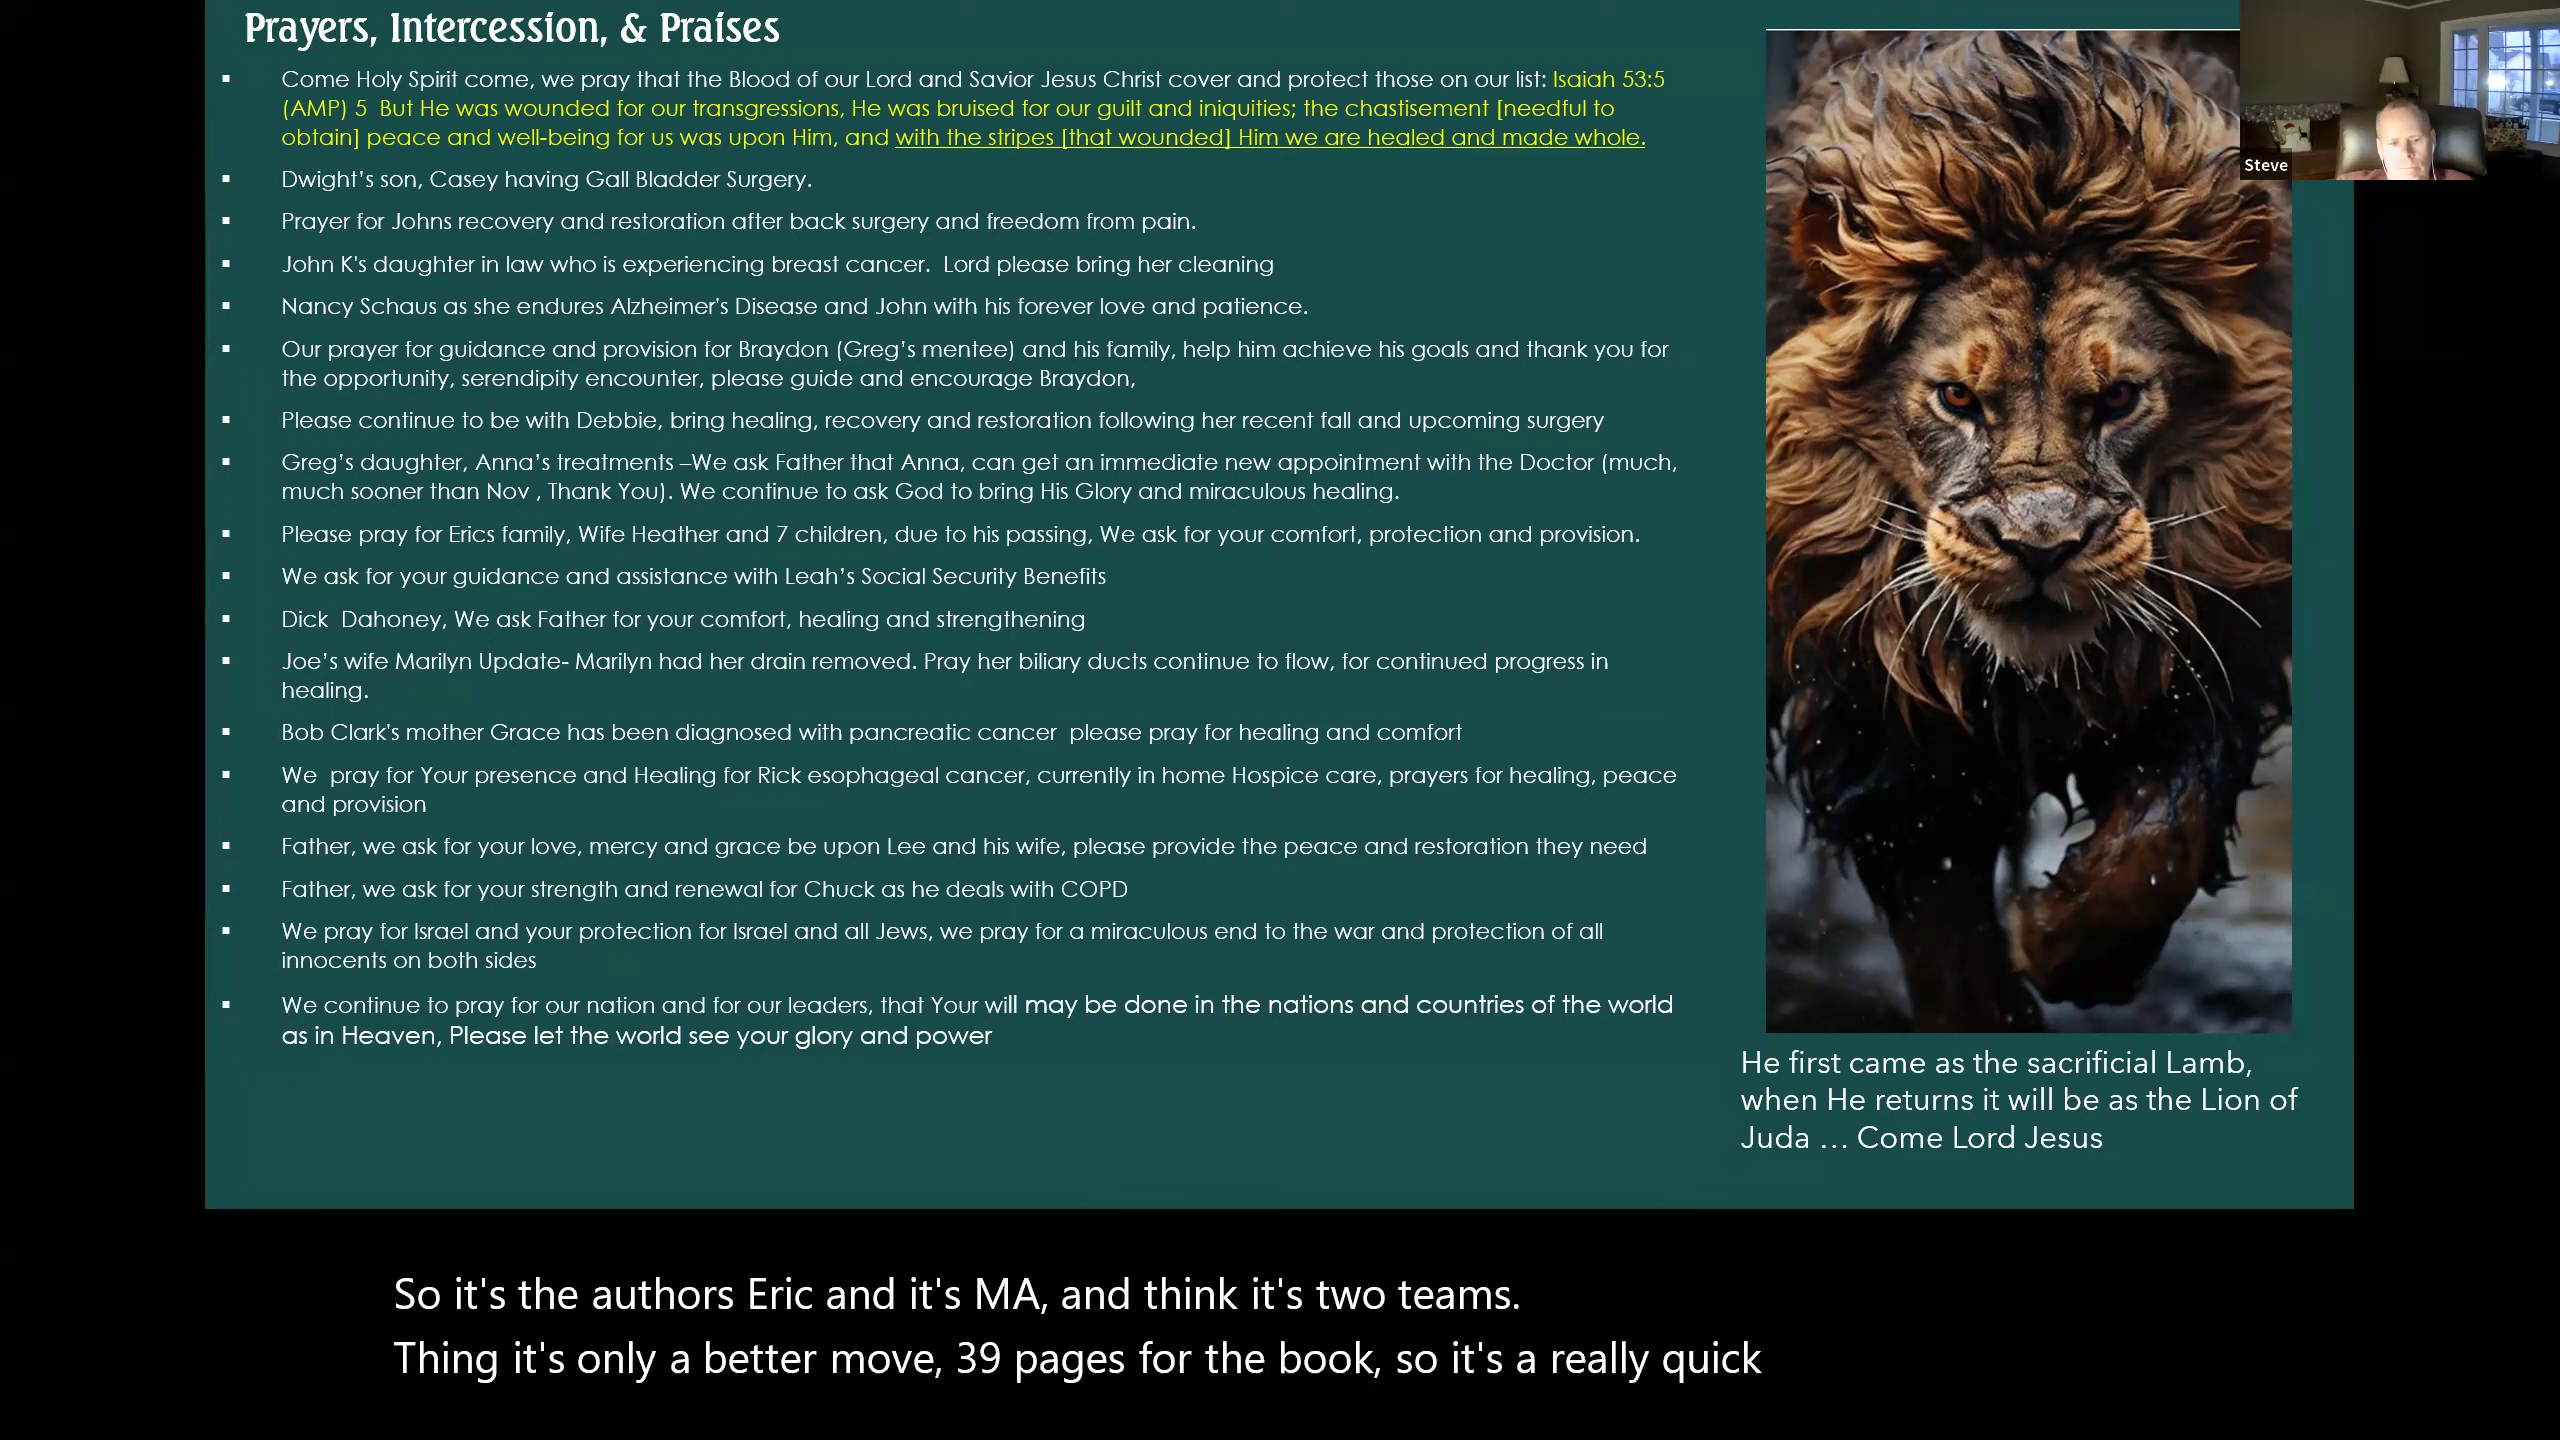 Prayers, Intercession, & Praises
Come Holy Spirit come, we pray that the Blood of our Lord and Savior Jesus Christ cover and protect those on our list: Isaiah 53:5
(AMP) 5  But He was wounded for our transgressions, He was bruised for our guilt and iniquities; the chastisement [needful to
obtain] peace and well-being for us was upon Him, and with the stripes [that wounded] Him we are healed and made whole.
Dwight’s son, Casey having Gall Bladder Surgery.
Prayer for Johns recovery and restoration after back surgery and freedom from pain.
John K's daughter in law who is experiencing breast cancer.  Lord please bring her cleaning
Nancy Schaus as she endures Alzheimer's Disease and John with his forever love and patience.
Our prayer for guidance and provision for Braydon (Greg’s mentee) and his family, help him achieve his goals and thank you for
the opportunity, serendipity encounter, please guide and encourage Braydon,
Please continue to be with Debbie, bring healing, recovery and restoration following her recent fall and upcoming surgery
Greg’s daughter, Anna’s treatments –We ask Father that Anna, can get an immediate new appointment with the Doctor (much,
much sooner than Nov , Thank You). We continue to ask God to bring His Glory and miraculous healing.
Please pray for Erics family, Wife Heather and 7 children, due to his passing, We ask for your comfort, protection and provision.
We ask for your guidance and assistance with Leah’s Social Security Benefits
Dick  Dahoney, We ask Father for your comfort, healing and strengthening
Joe’s wife Marilyn Update- Marilyn had her drain removed. Pray her biliary ducts continue to flow, for continued progress in
healing.
Bob Clark's mother Grace has been diagnosed with pancreatic cancer  please pray for healing and comfort
We  pray for Your presence and Healing for Rick esophageal cancer, currently in home Hospice care, prayers for healing, peace
and provision
Father, we ask for your love, mercy and grace be upon Lee and his wife, please provide the peace and restoration they need
Father, we ask for your strength and renewal for Chuck as he deals with COPD
We pray for Israel and your protection for Israel and all Jews, we pray for a miraculous end to the war and protection of all
innocents on both sides
We continue to pray for our nation and for our leaders, that Your will may be done in the nations and countries of the world
as in Heaven, Please let the world see your glory and power
Steve
He first came as the sacrificial Lamb,
when He returns it will be as the Lion of
Juda … Come Lord Jesus
So it's the authors Eric and it's MA, and think it's two teams.
Thing it's only a better move, 39 pages for the book, so it's a really quick